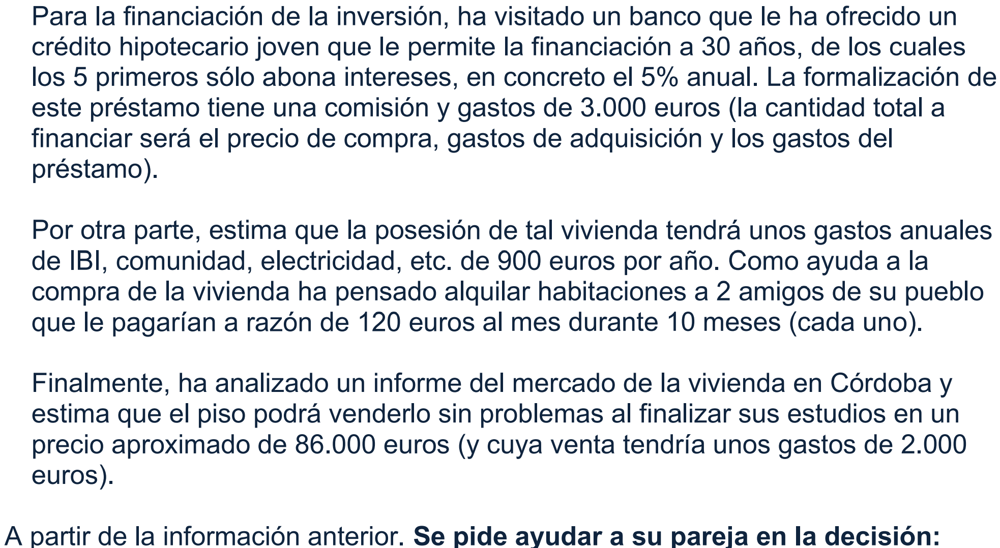 Para la financiación de la inversión, ha visitado un banco que le ha ofrecido un
crédito hipotecario joven que le permite la financiación a 30 años, de los cuales
los 5 primeros sólo abona intereses, en concreto el 5% anual. La formalización de
este préstamo tiene una comisión y gastos de 3.000 euros (la cantidad total a
financiar será el precio de compra, gastos de adquisición y los gastos del
préstamo).
Por otra parte, estima que la posesión de tal vivienda tendrá unos gastos anuales
de IBI, comunidad, electricidad, etc. de 900 euros por año. Como ayuda a la
compra de la vivienda ha pensado alquilar habitaciones a 2 amigos de su pueblo
que le pagarían a razón de 120 euros al mes durante 10 meses (cada uno).
Finalmente, ha analizado un informe del mercado de la vivienda en Córdoba y
estima que el piso podrá venderlo sin problemas al finalizar sus estudios en un
precio aproximado de 86.000 euros (y cuya venta tendría unos gastos de 2.000
euros).
A partir de la información anterior. Se pide ayudar a su pareja en la decisión: